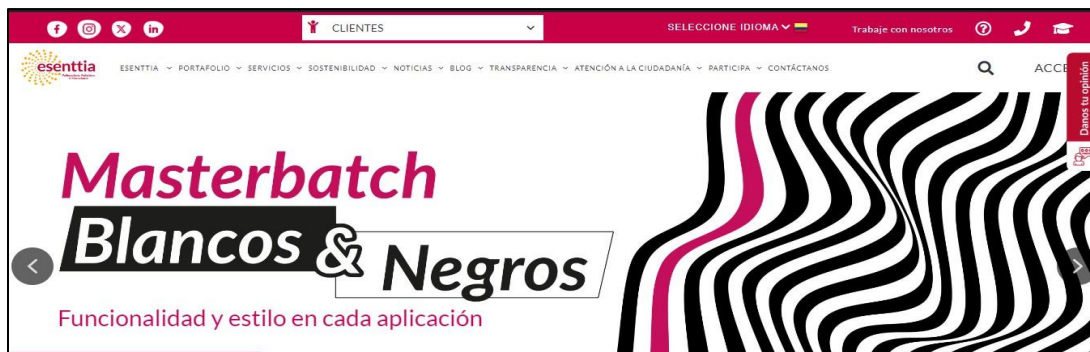 CLIENTES
SELECCIONE IDIOMA
Trabaje con nosotros
esenttia
ESENTTIA PORTAFOLIO SERVICIOS SOSTENIBILIDAD NOTICIAS BLOG TRANSPARENCIA ATENCIÓN A LA CIUDADANÍA PARTICIPA CONTÁCTANOS
Danos tu opinión
Masterbatch
Blancos & Negros
Funcionalidad y estilo en cada aplicación